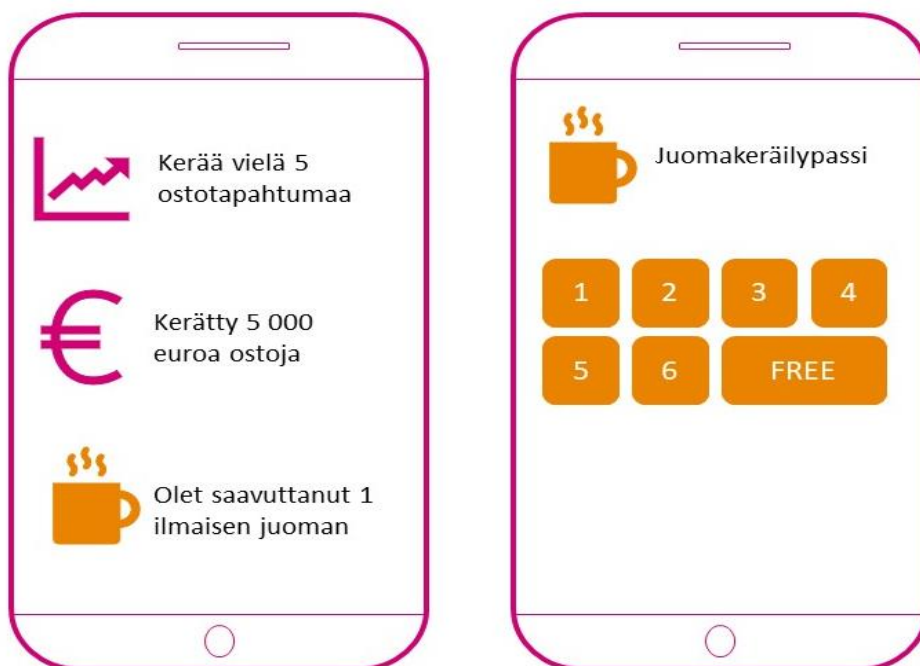 Kerää vielä 5
ostotapahtumaa
€
Kerätty 5 000
euroa ostoja
Olet saavuttanut 1
ilmaisen juoman
Juomakeräilypassi
1 2 3 4
5 6 FREE